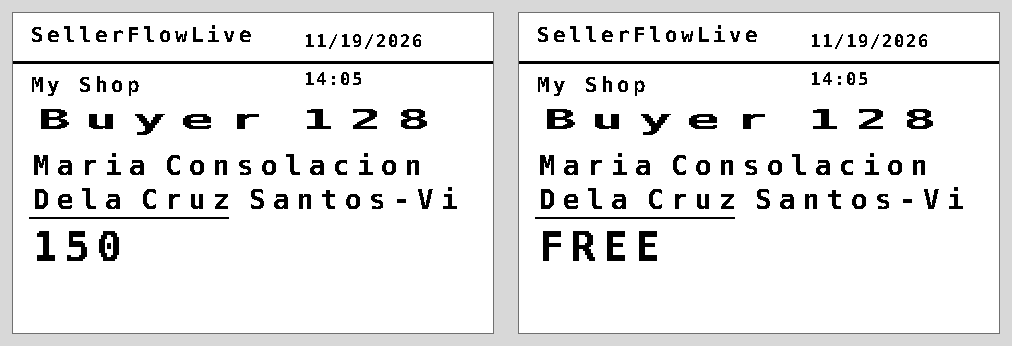 SellerFlowLive 11/19/2026
My Shop 14:05
Buyer 128
Maria Consolacion
Dela Cruz Santos-Vi
150
SellerFlowLive 11/19/2026
My Shop 14:05
Buyer 128
Maria Consolacion
Dela Cruz Santos-Vi
FREE